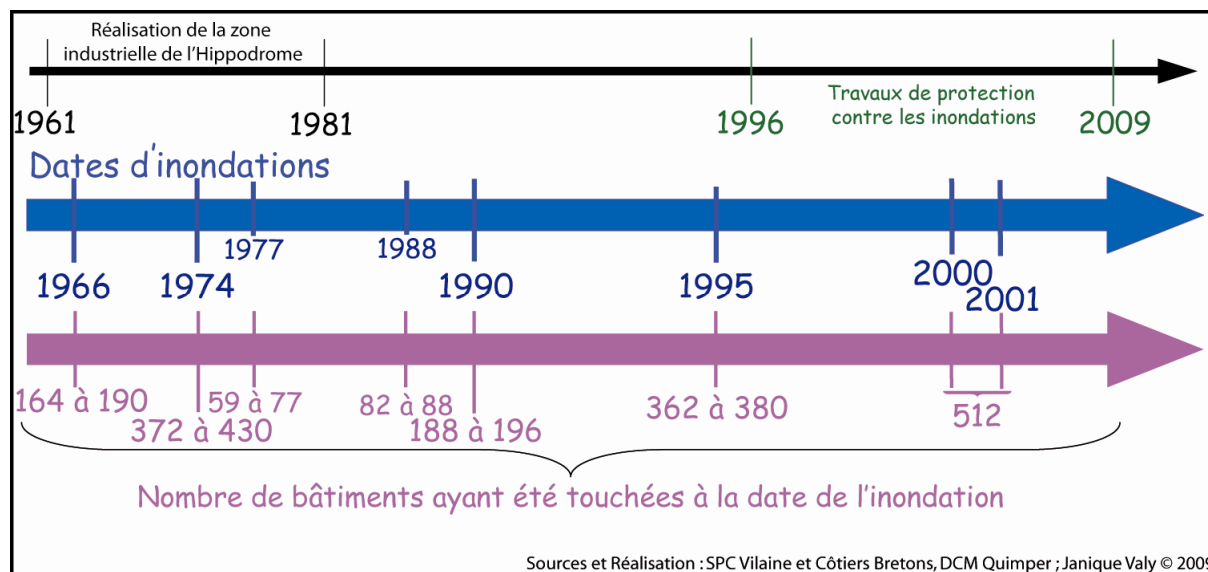 Réalisation de la zone
industrielle de l'Hippodrome
Travaux de protection
contre les inondations
1961
1981
1996
2009
Dates d'inondations
1966
1974
1977
1988
1990
1995
2000
2001
164 à 190
372 à 430
59 à 77
82 à 88
188 à 196
362 à 380
512
Nombre de bâtiments ayant été touchées à la date de l'inondation
Sources et Réalisation : SPC Vilaine et Côtiers Bretons, DCM Quimper ; Janique Valy © 2009